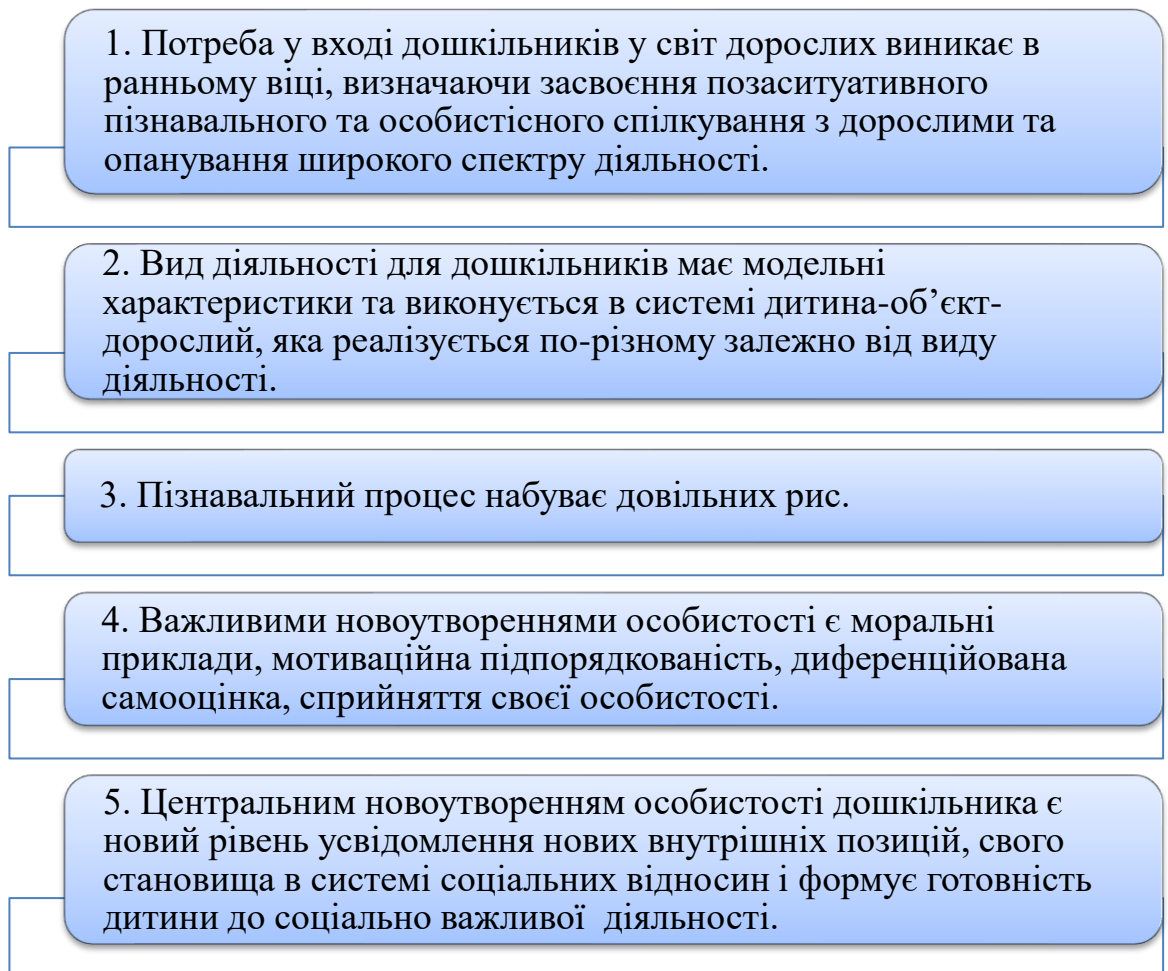 1. Потреба у вході дошкільників у світ дорослих виникає в
ранньому віці, визначаючи засвоєння позаситуативного
пізнавального та особистісного спілкування з дорослими та
опанування широкого спектру діяльності.
2. Вид діяльності для дошкільників має модельні
характеристики та виконується в системі дитина-об’єкт-
дорослий, яка реалізується по-різному залежно від виду
діяльності.
3. Пізнавальний процес набуває довільних рис.
4. Важливими новоутвореннями особистості є моральні
приклади, мотиваційна підпорядкованість, диференційована
самооцінка, сприйняття своєї особистості.
5. Центральним новоутворенням особистості дошкільника є
новий рівень усвідомлення нових внутрішніх позицій, свого
становища в системі соціальних відносин і формує готовність
дитини до соціально важливої  діяльності.